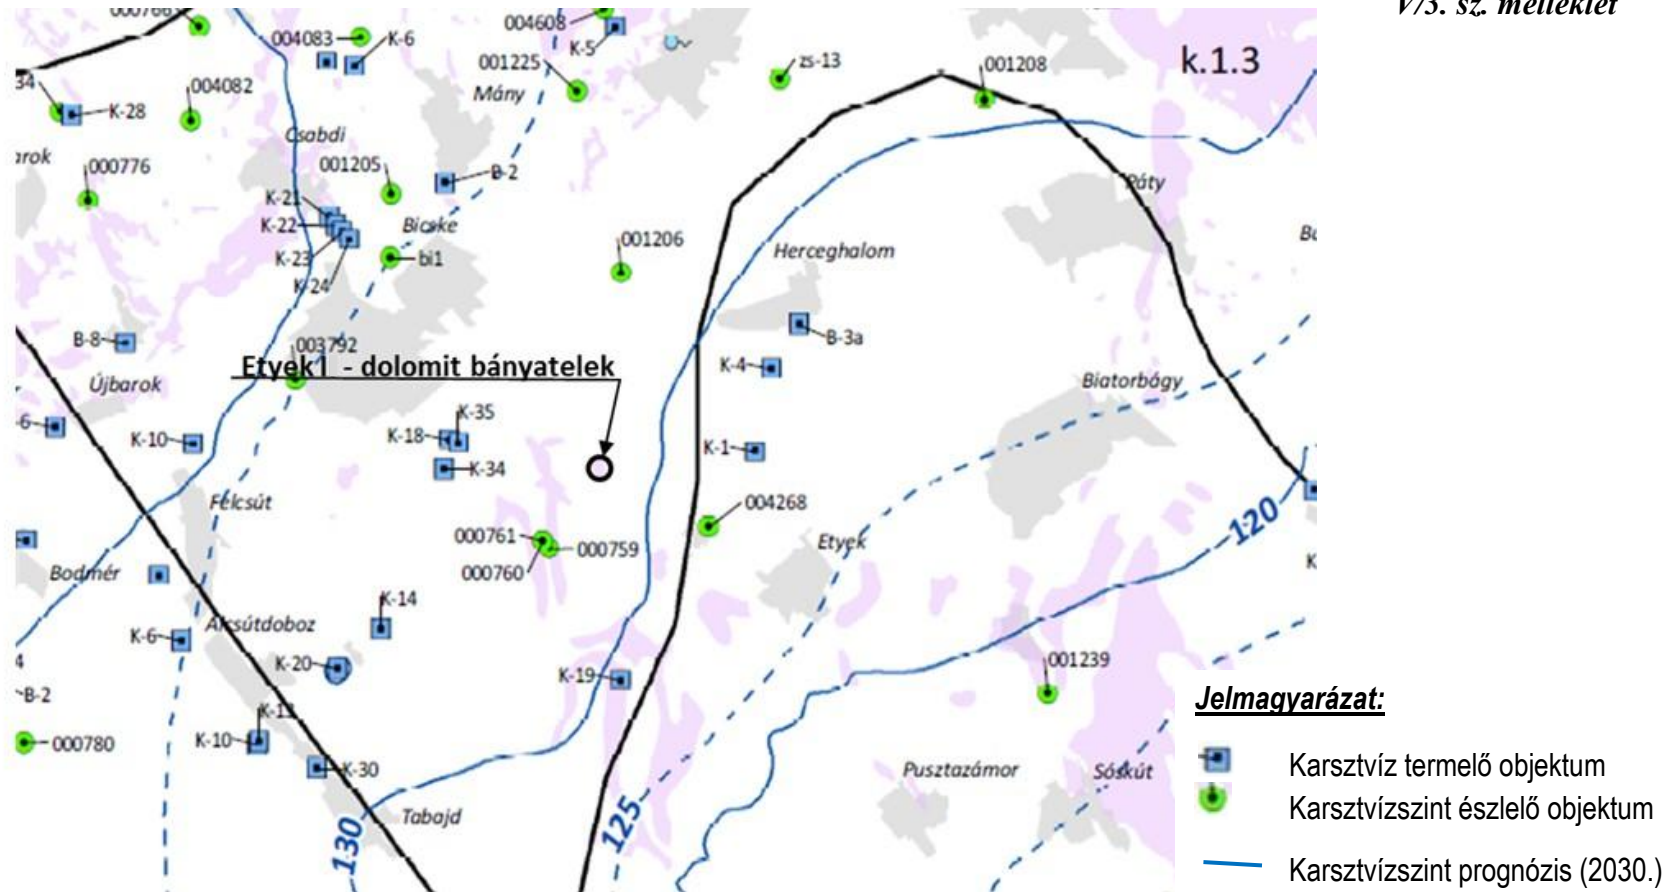 V/3. sz. melléklet
004608
004083
K-6
K-5
k.1.3
001225
zs-13
001208
34
004082
Mány
K-28
Csabdi
arok
000776
001205
B-2
Páty
K-21
K-22
Bicske
001206
Herceghalom
K-23
bi1
K-24
B-8
003792
B-3a
Etyek1 - dolomit bányatelek
K-4
Újbarok
Biatorbágy
-6
K-10
K-35
K-18
K-1
K-34
Felcsút
004268
120
000761
000759
Etyek
000760
Bodmér
K
K-14
K-6
Alcsútdoboz
4
K-20
001239
K-19
B-2
Jelmagyarázat:
000780
K-10
K-30
Karsztvíz termelő objektum
Pusztazámor
Sóskút
Karsztvízszint észlelő objektum
Tabajd
130
125
Karsztvízszint prognózis (2030.)